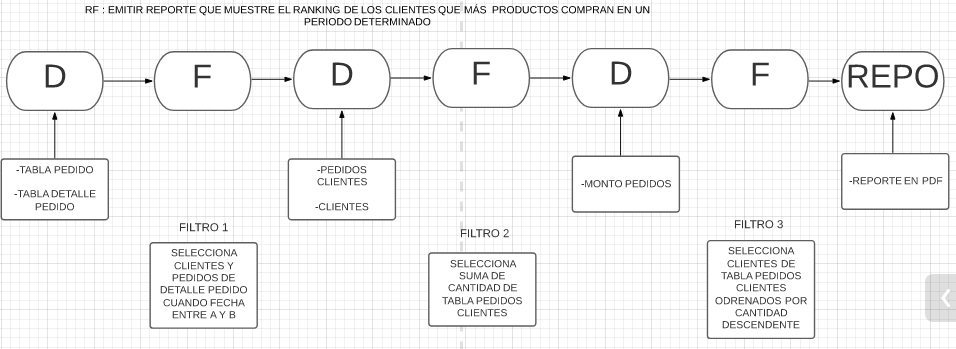 RF : EMITIR REPORTE QUE MUESTRE EL RANKING DE LOS CLIENTES QUE MÁS PRODUCTOS COMPRAN EN UN
PERIODO DETERMINADO
D
F
D
F
D
F
REPO
-TABLA PEDIDO
-TABLA DETALLE
PEDIDO
-PEDIDOS
CLIENTES
-CLIENTES
-MONTO PEDIDOS
-REPORTE EN PDF
FILTRO 1
SELECCIONA
CLIENTES Y
PEDIDOS DE
DETALLE PEDIDO
CUANDO FECHA
ENTRE A Y B
FILTRO 2
SELECCIONA
SUMA DE
CANTIDAD DE
TABLA PEDIDOS
CLIENTES
FILTRO 3
SELECCIONA
CLIENTES DE
TABLA PEDIDOS
CLIENTES
ODRENADOS POR
CANTIDAD
DESCENDENTE